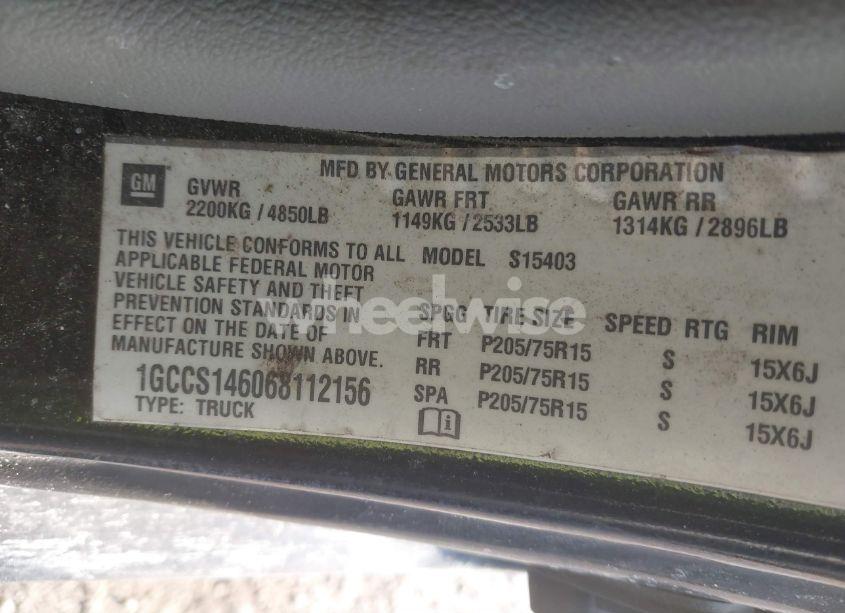 MFD BY GENERAL MOTORS CORPORATION
GM
GVWR GAWR FRT GAWR RR
2200KG / 4850LB 1149KG / 2533LB 1314KG / 2896LB
THIS VEHICLE CONFORMS TO ALL MODEL S15403
APPLICABLE FEDERAL MOTOR
VEHICLE SAFETY AND THEFT
PREVENTION STANDARDS IN
EFFECT ON THE DATE OF
MANUFACTURE SHOWN ABOVE.
1GCCS146068112156
TYPE: TRUCK
SPGG TIRE SIZE SPEED RTG RIM
FRT P205/75R15 S 15X6J
RR P205/75R15 S 15X6J
SPA P205/75R15 S 15X6J
wheelwise